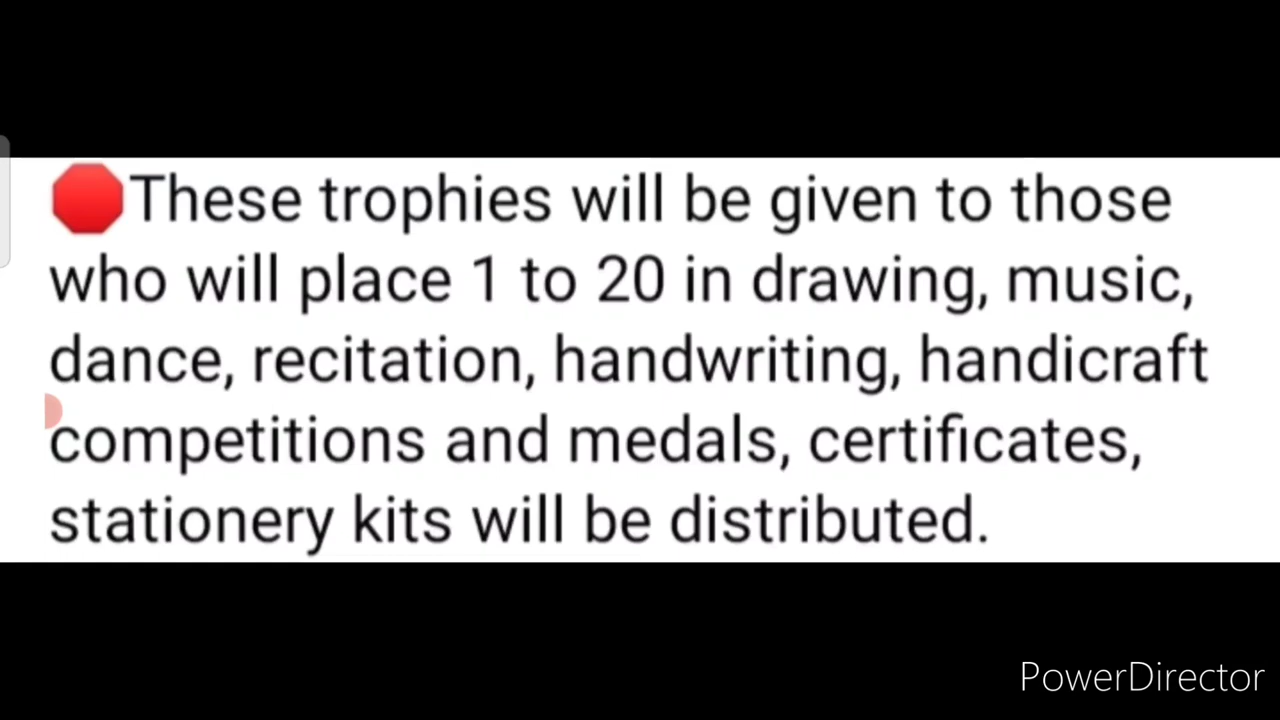 🛑These trophies will be given to those
who will place 1 to 20 in drawing, music,
dance, recitation, handwriting, handicraft
competitions and medals, certificates,
stationery kits will be distributed.
PowerDirector